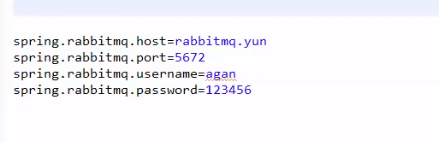 spring.rabbitmq.host=rabbitmq.yun
spring.rabbitmq.port=5672
spring.rabbitmq.username=agan
spring.rabbitmq.password=123456